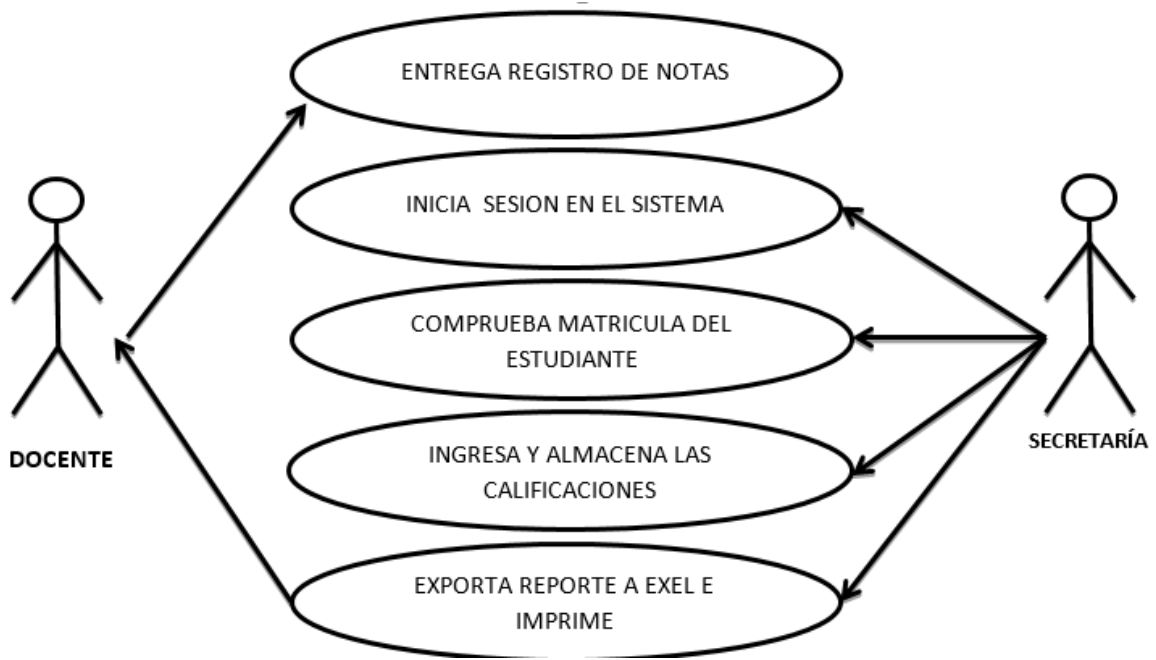 ENTREGA REGISTRO DE NOTAS
INICIA SESION EN EL SISTEMA
COMPRUEBA MATRICULA DEL
ESTUDIANTE
DOCENTE
SECRETARÍA
INGRESA Y ALMACENA LAS
CALIFICACIONES
EXPORTA REPORTE A EXEL E
IMPRIME